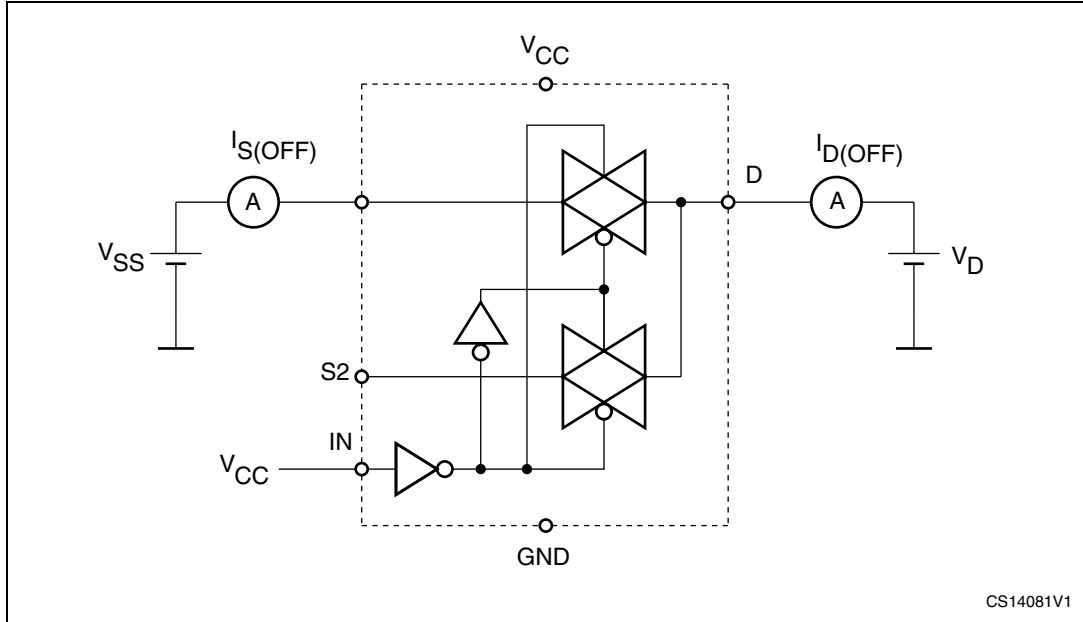 VCC
IS(OFF)
ID(OFF)
D
A
A
VSS
VD
S2
IN
VCC
GND
CS14081V1